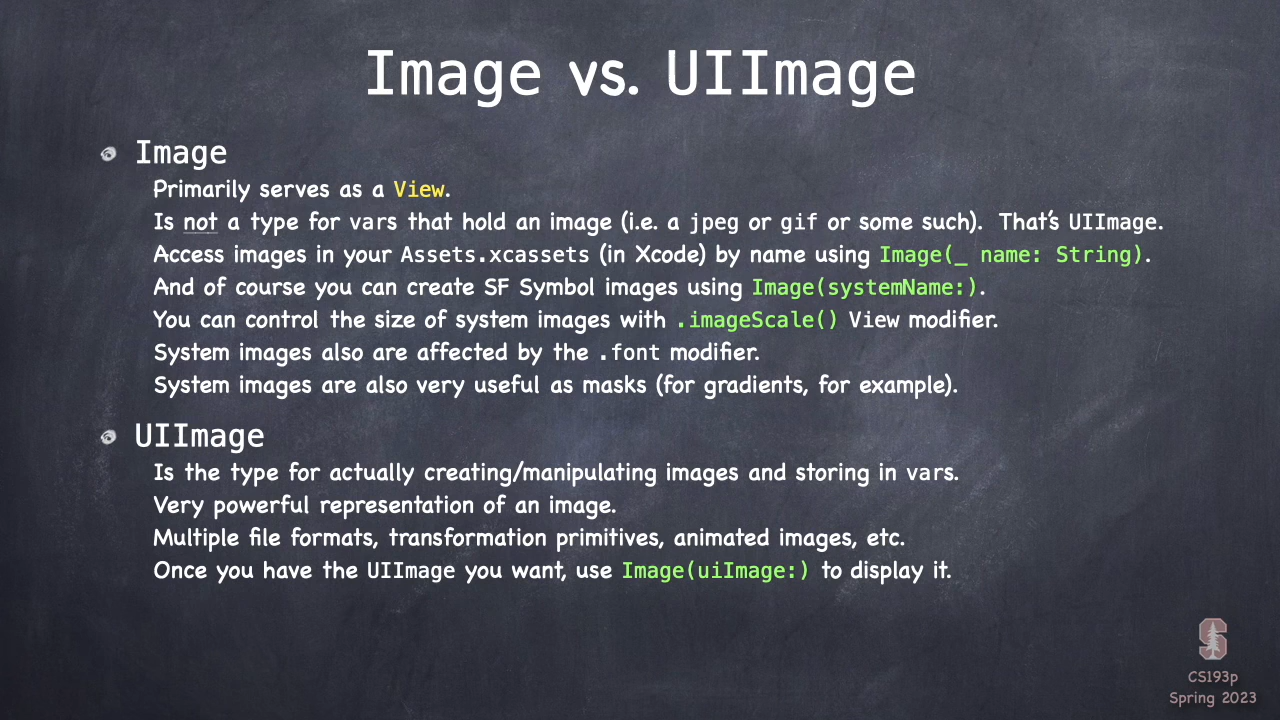 Image vs. UIImage
Image
Primarily serves as a View.
Is not a type for vars that hold an image (i.e. a jpeg or gif or some such). That's UIImage.
Access images in your Assets.xcassets (in Xcode) by name using Image(_ name: String).
And of course you can create SF Symbol images using Image(systemName:).
You can control the size of system images with .imageScale() View modifier.
System images also are affected by the .font modifier.
System images are also very useful as masks (for gradients, for example).
UIImage
Is the type for actually creating/manipulating images and storing in vars.
Very powerful representation of an image.
Multiple file formats, transformation primitives, animated images, etc.
Once you have the UIImage you want, use Image(uiImage:) to display it.
S
CS193p
Spring 2023